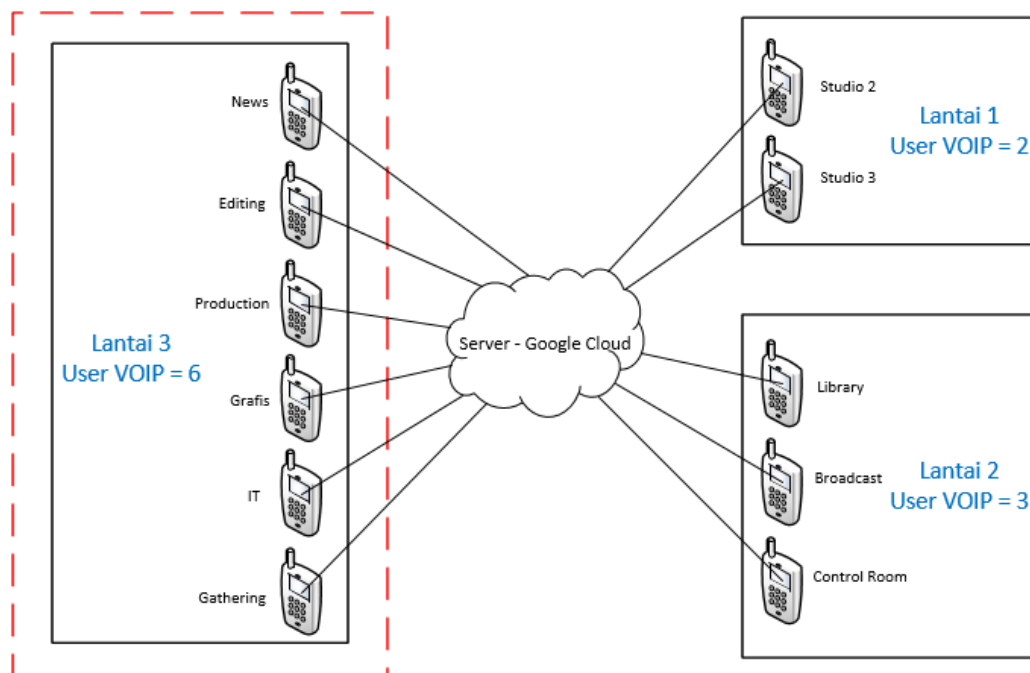 News
Editing
Production
Lantai 3
User VOIP = 6
Grafis
IT
Gathering
Server - Google Cloud
Studio 2
Lantai 1
User VOIP = 2
Studio 3
Library
Broadcast
Lantai 2
User VOIP = 3
Control Room